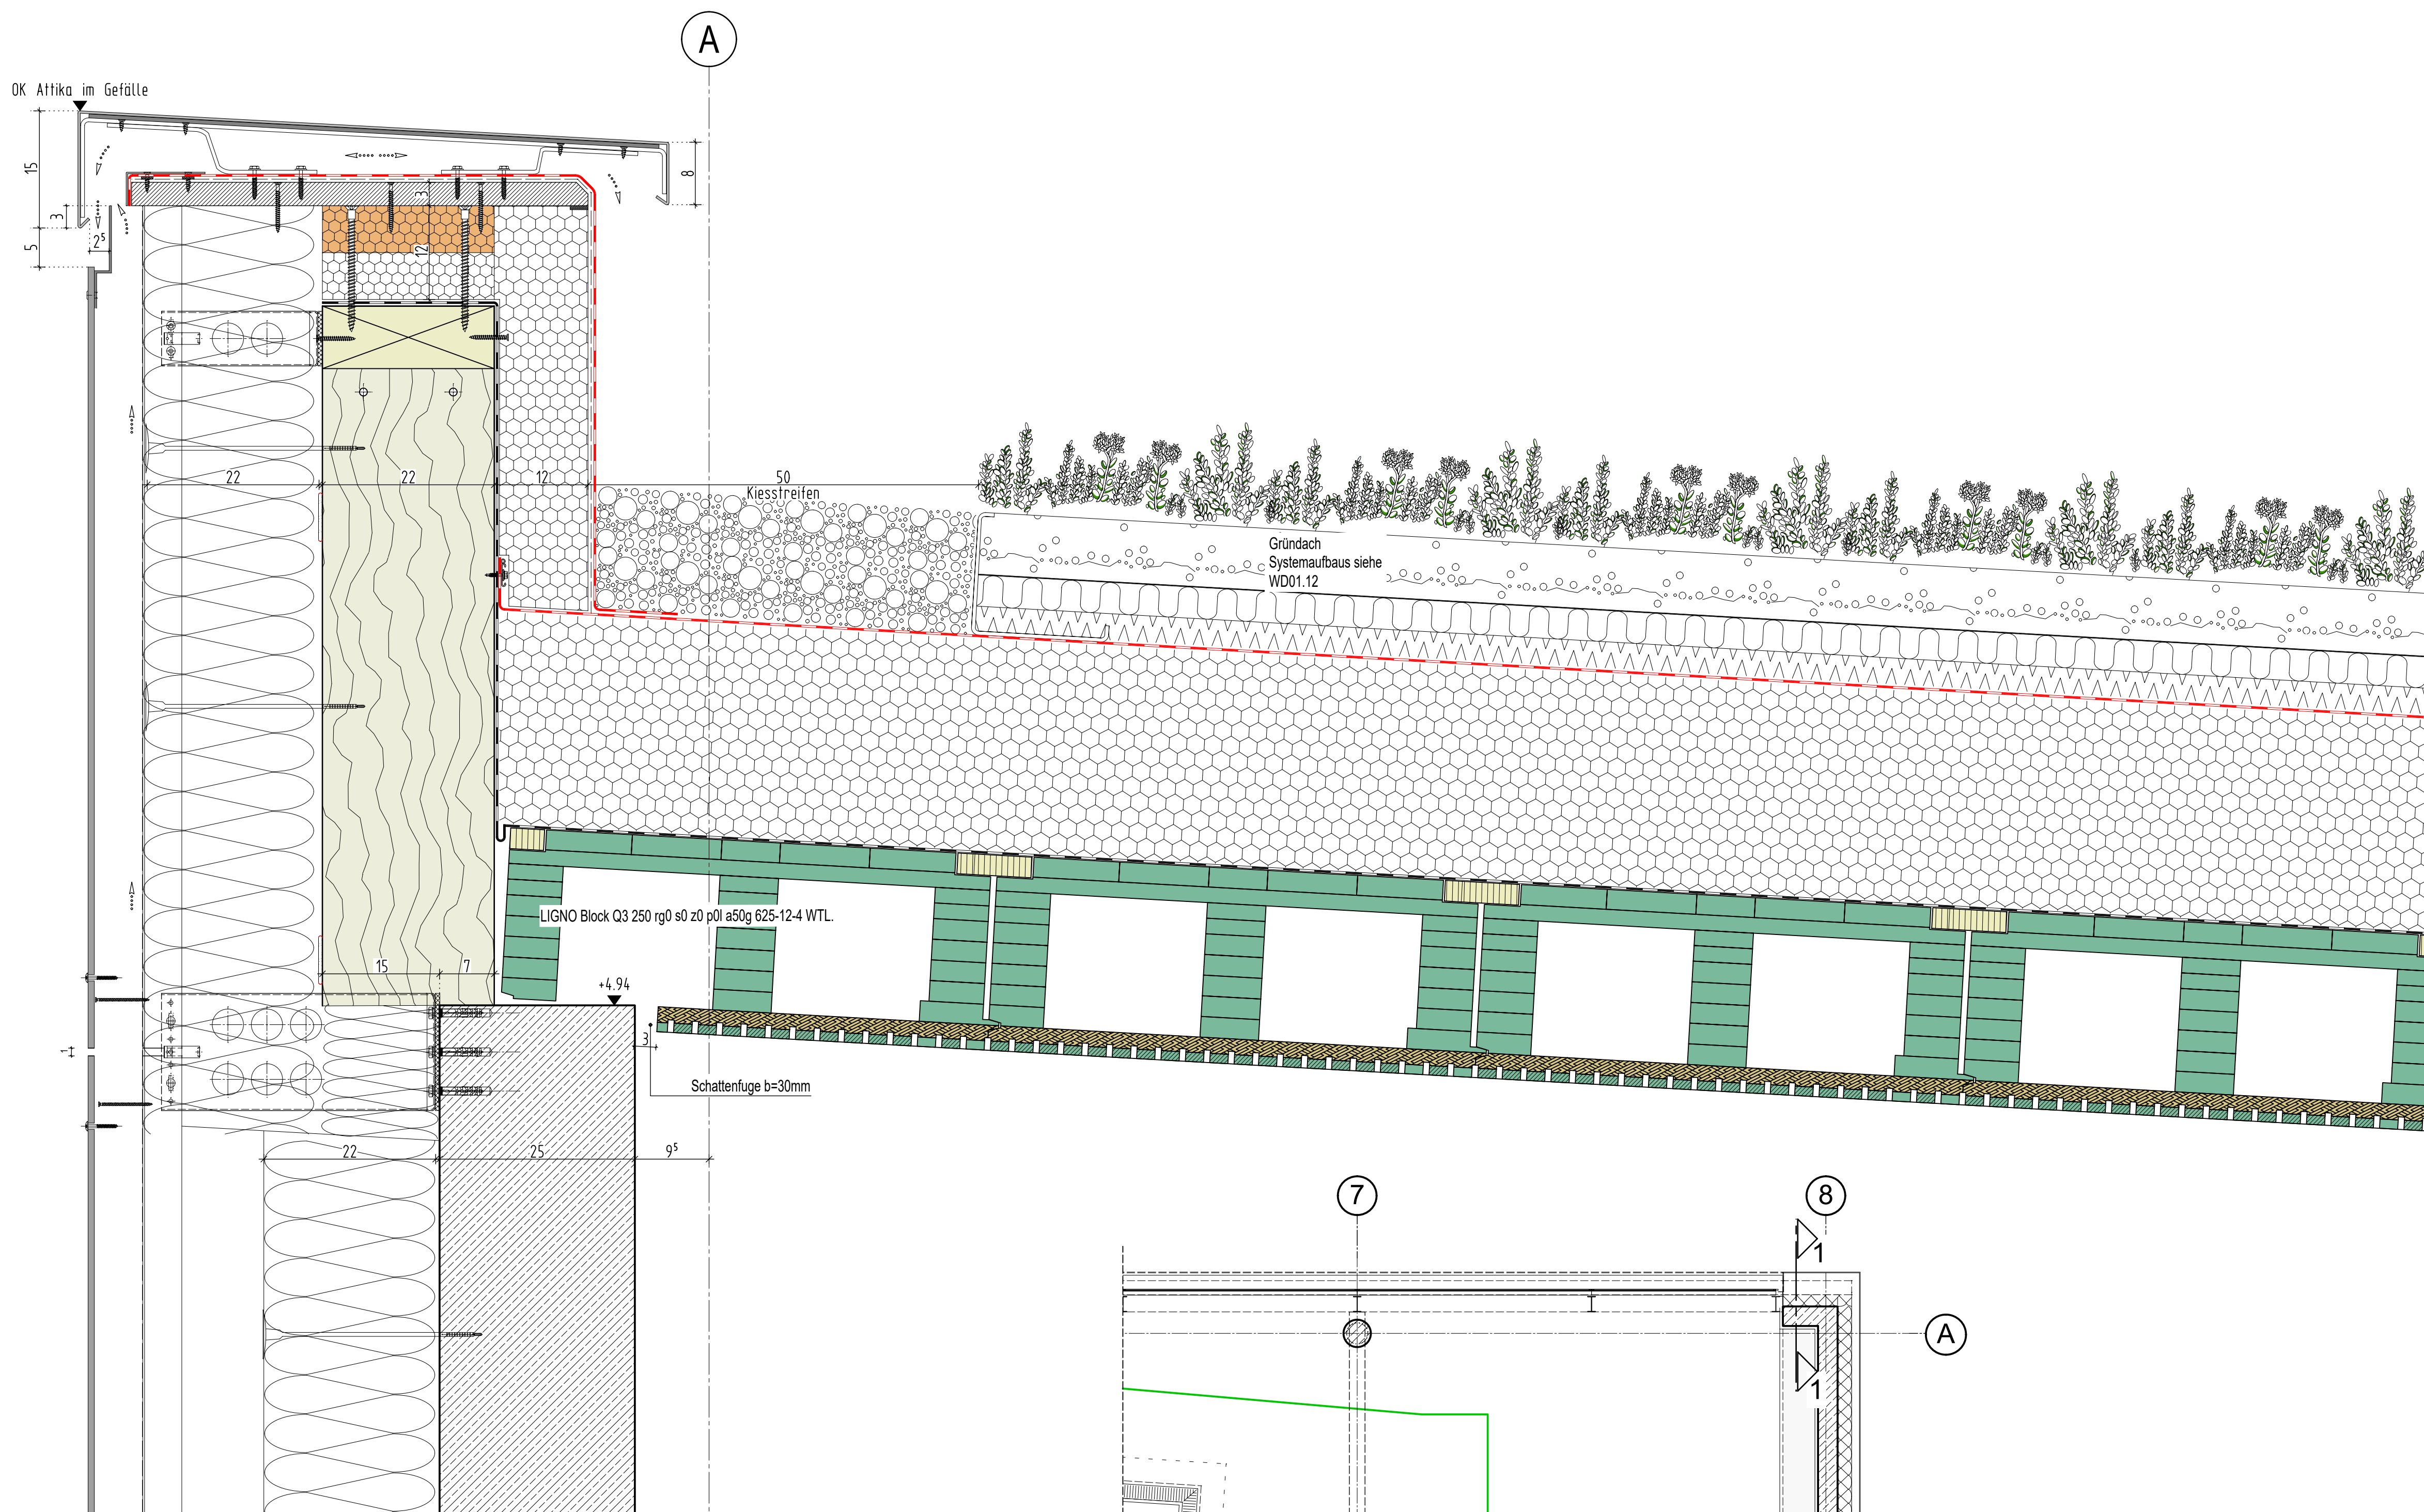 A
OK Attika im Gefälle
15
8
3
3
5
2⁵
12
22
22
12
50
Kiesstreifen
Gründach
Systemaufbaus siehe
WD01.12
LIGNO Block Q3 250 rg0 s0 z0 p0l a50g 625-12-4 WTL.
15
7
+4.94
3
1
Schattenfuge b=30mm
22
25
9⁵
7
8
1
A
1